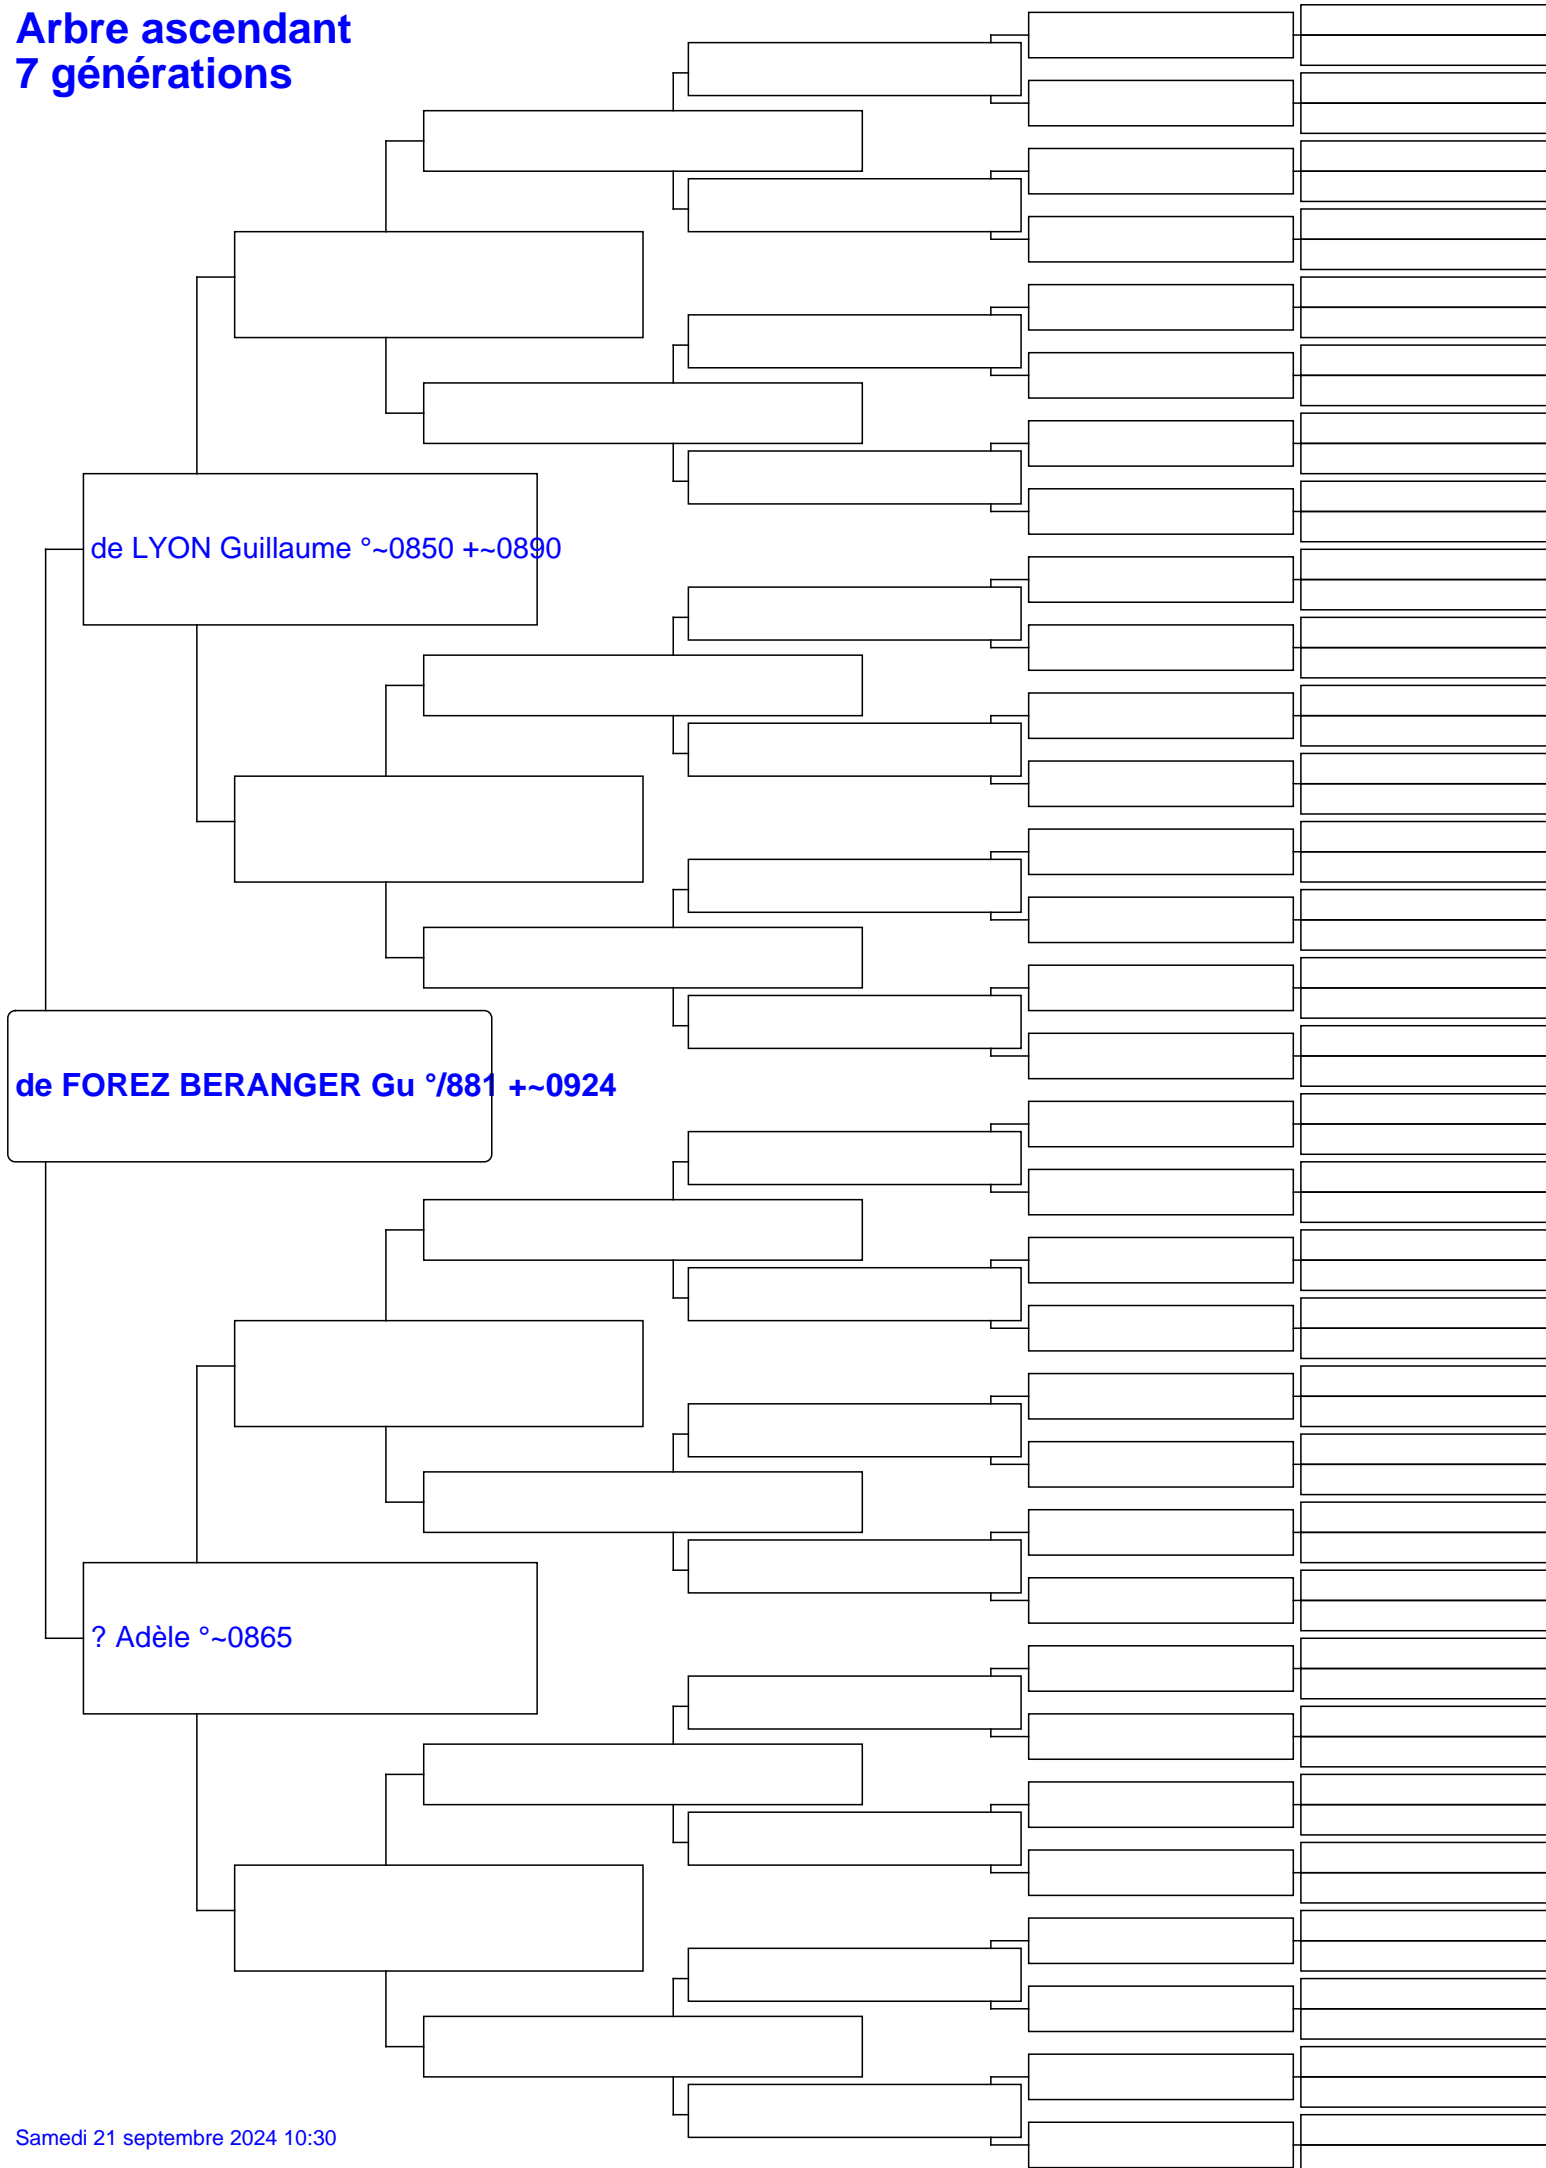 Arbre ascendant
7 générations
de LYON Guillaume °~0850 +~0890
de FOREZ BERANGER Gu °/881 +~0924
? Adèle °~0865
Samedi 21 septembre 2024 10:30